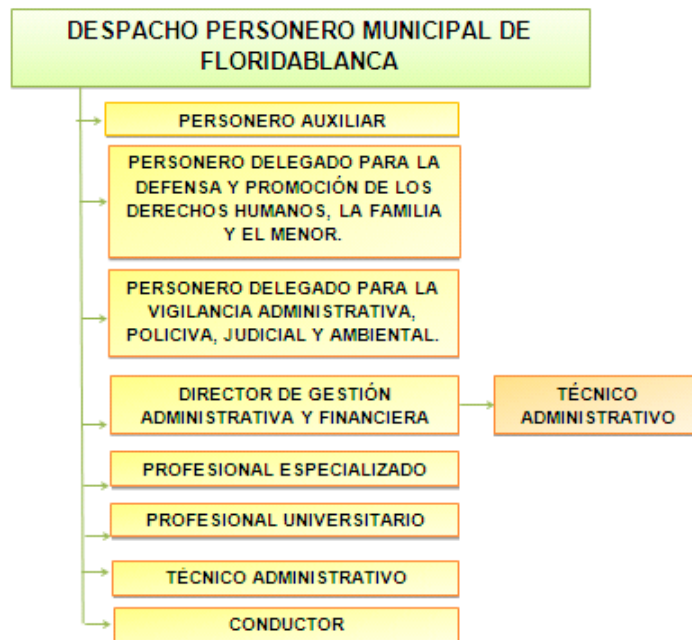 DESPACHO PERSONERO MUNICIPAL DE
FLORIDABLANCA
PERSONERO AUXILIAR
PERSONERO DELEGADO PARA LA
DEFENSA Y PROMOCIÓN DE LOS
DERECHOS HUMANOS, LA FAMILIA
Y EL MENOR.
PERSONERO DELEGADO PARA LA
VIGILANCIA ADMINISTRATIVA,
POLICIVA, JUDICIAL Y AMBIENTAL.
DIRECTOR DE GESTIÓN
ADMINISTRATIVA Y FINANCIERA
TÉCNICO
ADMINISTRATIVO
PROFESIONAL ESPECIALIZADO
PROFESIONAL UNIVERSITARIO
TÉCNICO ADMINISTRATIVO
CONDUCTOR